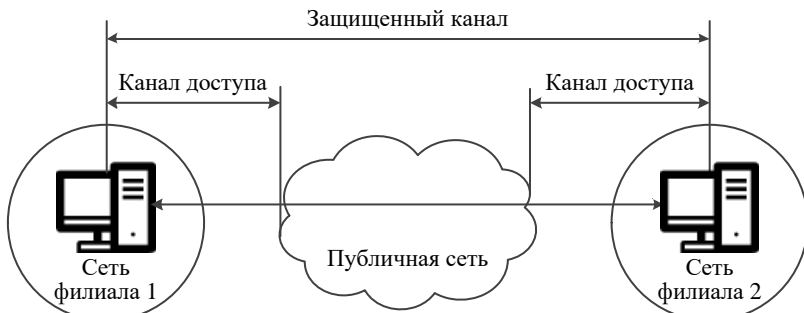 Защищенный канал
Канал доступа
Канал доступа
Публичная сеть
Сеть
филиала 1
Сеть
филиала 2